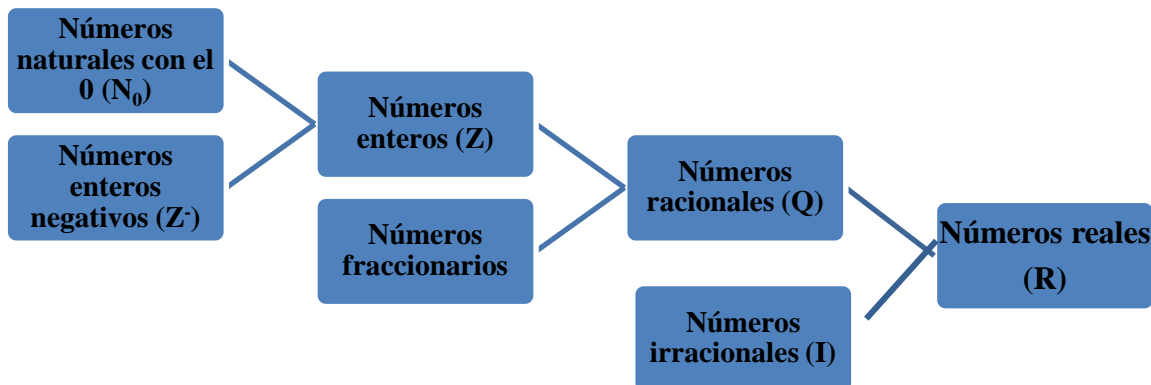 Números
naturales con el
0 (N₀)
Números
enteros
negativos (Z⁻)
Números
enteros (Z)
Números
fraccionarios
Números
racionales (Q)
Números
irracionales (I)
Números reales
(R)